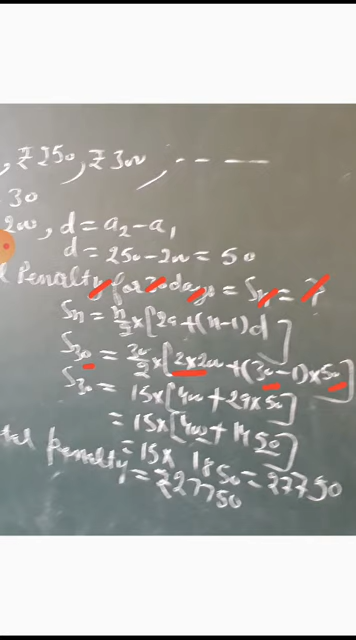 , ₹250, ₹300, - - - —
30
200, d = a₂ - a₁
d = 250 - 200 = 50
Penalty for 30 days = Sn = ?
Sn = n/2 × [2a + (n-1)d]
S30 = 30/2 × [2×200 + (30-1)×50]
S30 = 15 × [400 + 29×50]
= 15 × [400 + 1450]
= 15 × 1850 = 27750
tal penalty = ₹27750